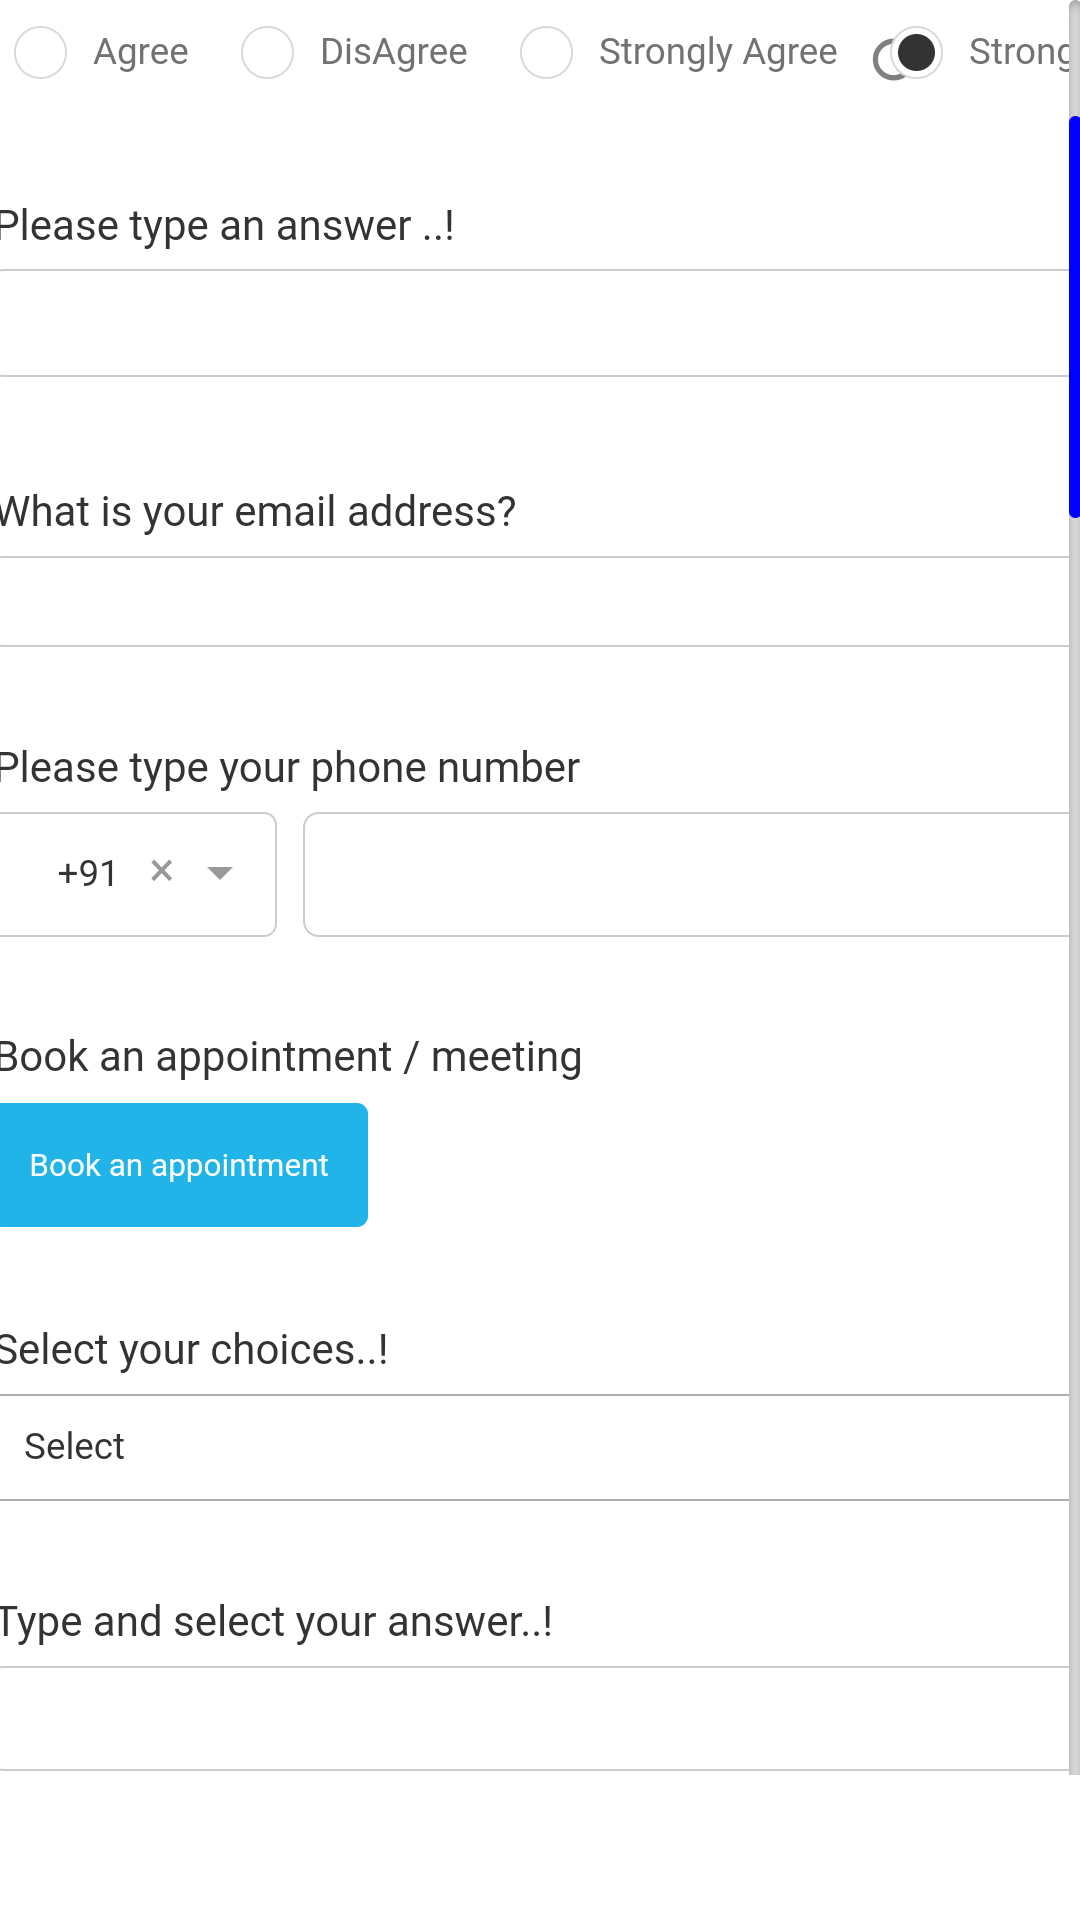 Agree DisAgree Strongly Agree Strong
Please type an answer ..!
What is your email address?
Please type your phone number
+91 ×
Book an appointment / meeting
Book an appointment
Select your choices..!
Select
Type and select your answer..!